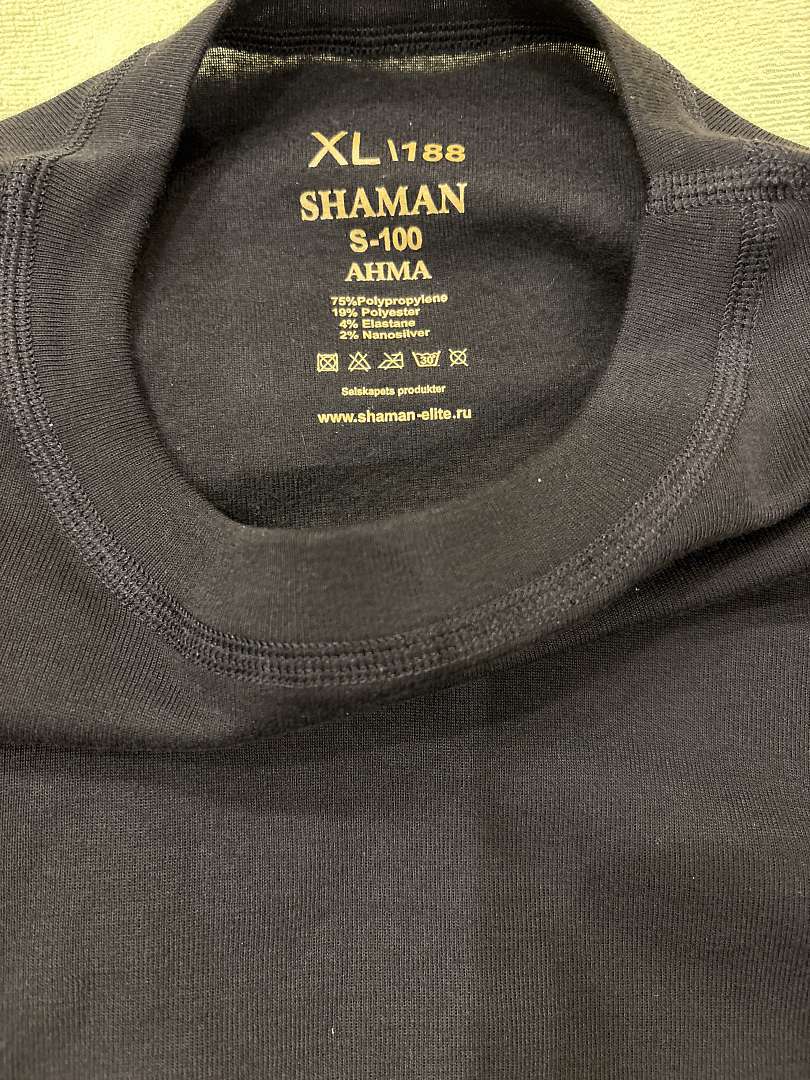 XL \188
SHAMAN
S-100
AHMA
75%Polypropylene
19% Polyester
4% Elastane
2% Nanosilver
30°
Selskapets produkter
www.shaman-elite.ru